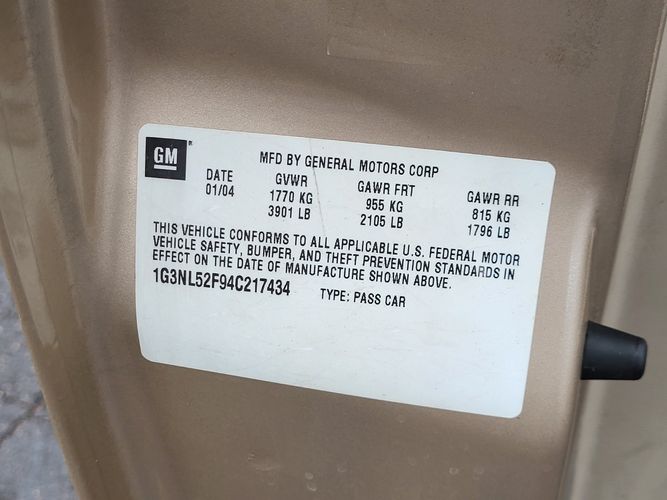 GM ®
MFD BY GENERAL MOTORS CORP
DATE GVWR GAWR FRT GAWR RR
01/04 1770 KG 955 KG 815 KG
3901 LB 2105 LB 1796 LB
THIS VEHICLE CONFORMS TO ALL APPLICABLE U.S. FEDERAL MOTOR
VEHICLE SAFETY, BUMPER, AND THEFT PREVENTION STANDARDS IN
EFFECT ON THE DATE OF MANUFACTURE SHOWN ABOVE.
1G3NL52F94C217434 TYPE: PASS CAR